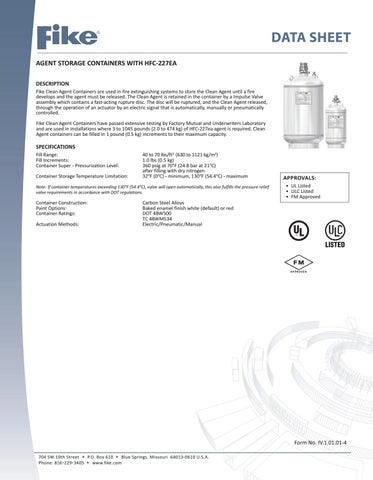 Fike®
DATA SHEET
AGENT STORAGE CONTAINERS WITH HFC-227EA
DESCRIPTION
Fike Clean Agent Containers are used in fire extinguishing systems to store the Clean Agent until a fire
develops and the agent must be released. The Clean Agent is retained in the container by a Impulse Valve
assembly which contains a fast-acting rupture disc. The disc will be ruptured, and the Clean Agent released,
through the operation of an actuator by an electric signal that is automatically, manually or pneumatically
controlled.
Fike Clean Agent Containers have passed extensive testing by Factory Mutual and Underwriters Laboratory
and are used in installations where 5 to 1045 pounds (2.0 to 474 kg) of HFC-227ea agent is required. Clean
Agent containers can be filled in 1 pound (0.5 kg) increments to their maximum capacity.
SPECIFICATIONS
Fill Range: 40 to 70 lbs/ft³ (630 to 1121 kg/m³)
Fill Increments: 1.0 lbs (0.5 kg)
Container Super - Pressurization Level: 360 psig at 70°F (24.8 bar at 21°C)
after filling with dry nitrogen
Container Storage Temperature Limitation: 32°F (0°C) - minimum, 130°F (54.4°C) - maximum
Note: If container temperatures exceeding 130°F (54.4°C), valve will open automatically, this also fulfills the pressure relief
valve requirements in accordance with DOT regulations.
Container Construction: Carbon Steel Alloys
Paint Options: Baked enamel finish white (default) or red
Container Ratings: DOT 4BW500
TC 4BWM534
Actuation Methods: Electric/Pneumatic/Manual
APPROVALS:
• UL Listed
• ULC Listed
• FM Approved
UL
ULC
LISTED
FM
APPROVED
Form No. IV.1.01.01-4
704 SW 10th Street • P.O. Box 610 • Blue Springs, Missouri 64013-0610 U.S.A.
Phone: 816-229-3405 • www.fike.com